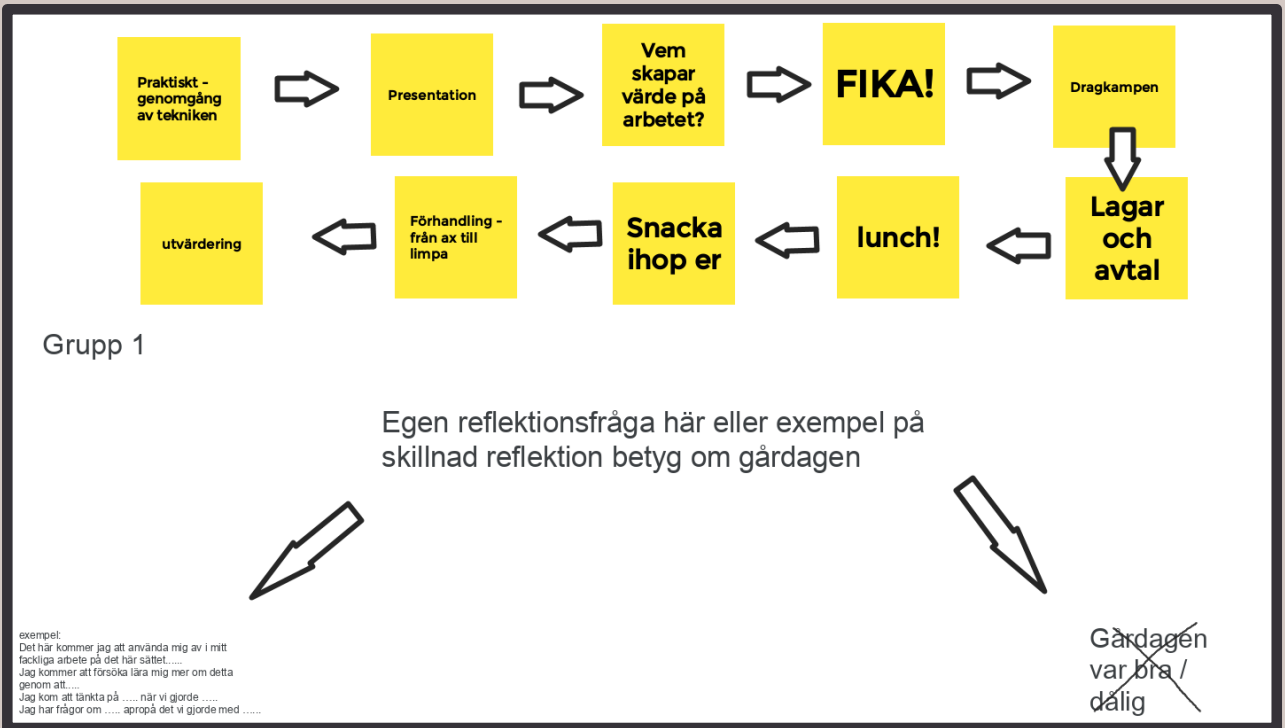 Praktiskt -
genomgång
av tekniken
Presentation
Vem
skapar
värde på
arbetet?
FIKA!
Dragkampen
Lagar
och
avtal
lunch!
Snacka
ihop er
Förhandling -
från ax till
limpa
utvärdering
Grupp 1
Egen reflektionsfråga här eller exempel på
skillnad reflektion betyg om gårdagen
exempel:
Det här kommer jag att använda mig av i mitt
fackliga arbete på det här sättet......
Jag kommer att försöka lära mig mer om detta
genom att.....
Jag kom att tänkta på ..... när vi gjorde .....
Jag har frågor om ..... apropå det vi gjorde med ......
Gårdagen
var bra /
dålig